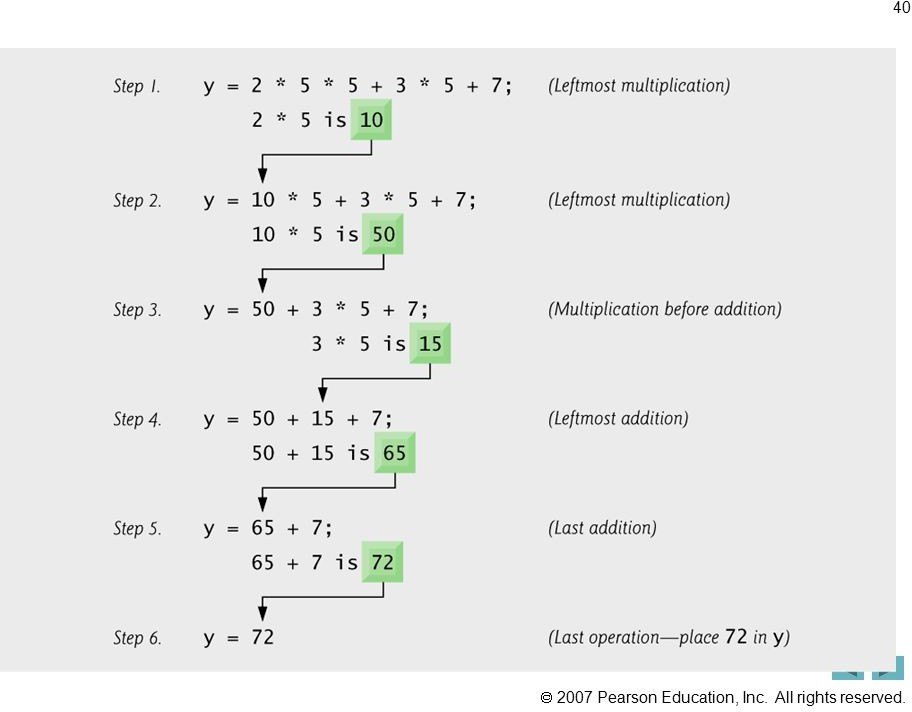 40
Step 1. y = 2 * 5 * 5 + 3 * 5 + 7; (Leftmost multiplication)
2 * 5 is 10
Step 2. y = 10 * 5 + 3 * 5 + 7; (Leftmost multiplication)
10 * 5 is 50
Step 3. y = 50 + 3 * 5 + 7; (Multiplication before addition)
3 * 5 is 15
Step 4. y = 50 + 15 + 7; (Leftmost addition)
50 + 15 is 65
Step 5. y = 65 + 7; (Last addition)
65 + 7 is 72
Step 6. y = 72 (Last operation—place 72 in y)
© 2007 Pearson Education, Inc. All rights reserved.